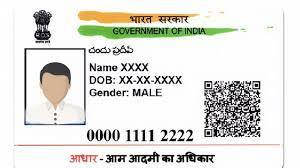 भारत सरकार
GOVERNMENT OF INDIA
చందు ప్రదీప్
Name XXXX
DOB: XX-XX-XXXX
Gender: MALE
0000 1111 2222
आधार - आम आदमी का अधिकार